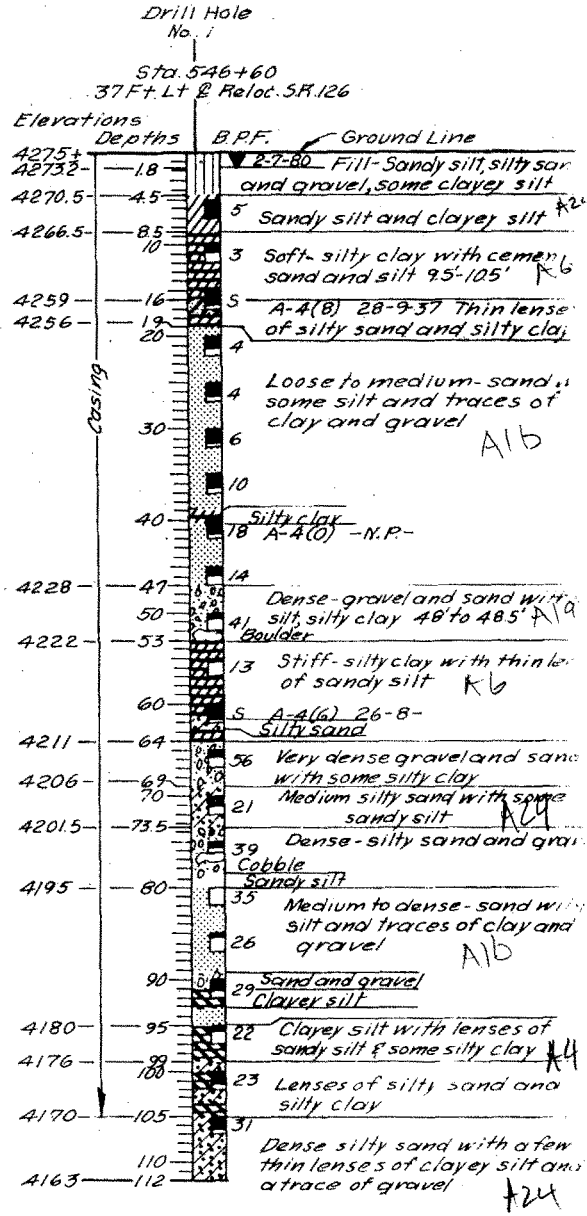 Drill Hole
No. 1
Sta. 546+60
37 Ft. Lt ℄ Reloc. S.R. 126
Elevations
Depths B.P.F. Ground Line
4275±
4273.2 1.8 2-7-80 Fill-Sandy silt, silty san
and gravel, some clayey silt
4270.5 4.5
5 Sandy silt and clayey silt
4266.5 8.5
10 3 Soft-silty clay with cemen
sand and silt 9.5'-10.5' A6
4259 16 S A-4(8) 28-9-37 Thin lense
of silty sand and silty clay
4256 19
20
4
Loose to medium-sand
4 some silt and traces of
clay and gravel
30 6
A1b
10
Silty clay
40 18 A-4(0) -N.P.-
14
4228 47
Dense-gravel and sand with
50 silt, silty clay 48' to 48.5' A1a
41
Boulder
4222 53
13 Stiff-silty clay with thin le
of sandy silt A6
60
S A-4(6) 26-8-
Silty sand
4211 64
56 Very dense gravel and sand
with some silty clay
4206 69
70 21 Medium silty sand with some
sandy silt A24
4201.5 73.5
39 Dense-silty sand and grav
Cobble
Sandy silt
4195 80
35 Medium to dense-sand with
silt and traces of clay and
26 gravel
A1b
90 29 Sand and gravel
Clayey silt
4180 95
22 Clayey silt with lenses of
sandy silt & some silty clay A4
4176 99
100
23 Lenses of silty sand and
silty clay
4170 105
31
Dense silty sand with a few
110 thin lenses of clayey silt and
a trace of gravel
4163 112
A24
Casing